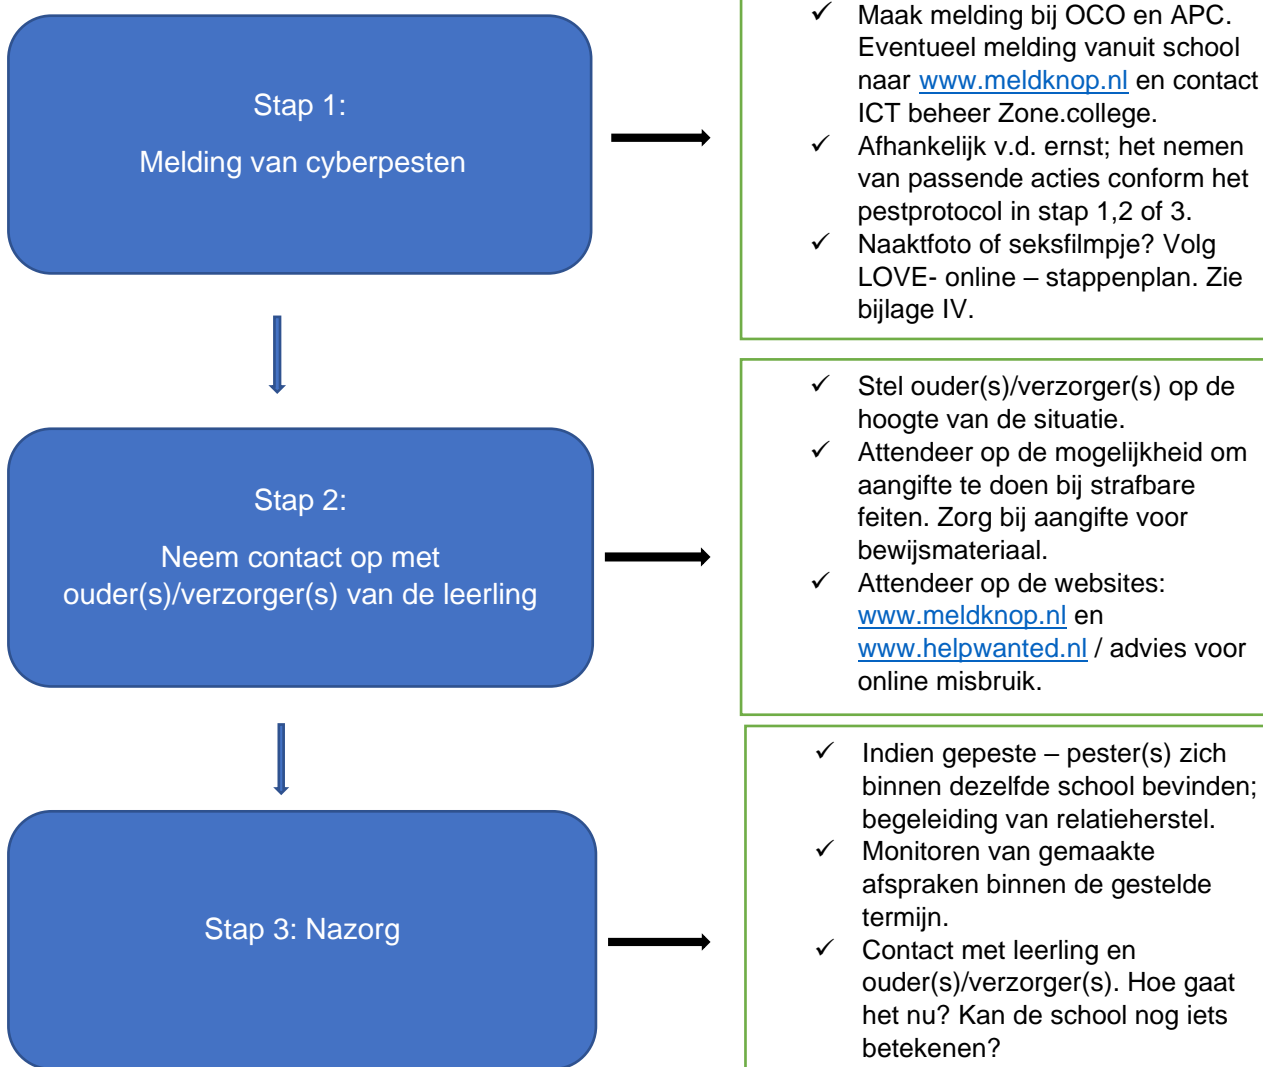 Stap 1:
Melding van cyberpesten
✓ Maak melding bij OCO en APC.
Eventueel melding vanuit school
naar www.meldknop.nl en contact
ICT beheer Zone.college.
✓ Afhankelijk v.d. ernst; het nemen
van passende acties conform het
pestprotocol in stap 1,2 of 3.
✓ Naaktfoto of seksfilmpje? Volg
LOVE- online – stappenplan. Zie
bijlage IV.
Stap 2:
Neem contact op met
ouder(s)/verzorger(s) van de leerling
✓ Stel ouder(s)/verzorger(s) op de
hoogte van de situatie.
✓ Attendeer op de mogelijkheid om
aangifte te doen bij strafbare
feiten. Zorg bij aangifte voor
bewijsmateriaal.
✓ Attendeer op de websites:
www.meldknop.nl en
www.helpwanted.nl / advies voor
online misbruik.
Stap 3: Nazorg
✓ Indien gepeste – pester(s) zich
binnen dezelfde school bevinden;
begeleiding van relatieherstel.
✓ Monitoren van gemaakte
afspraken binnen de gestelde
termijn.
✓ Contact met leerling en
ouder(s)/verzorger(s). Hoe gaat
het nu? Kan de school nog iets
betekenen?